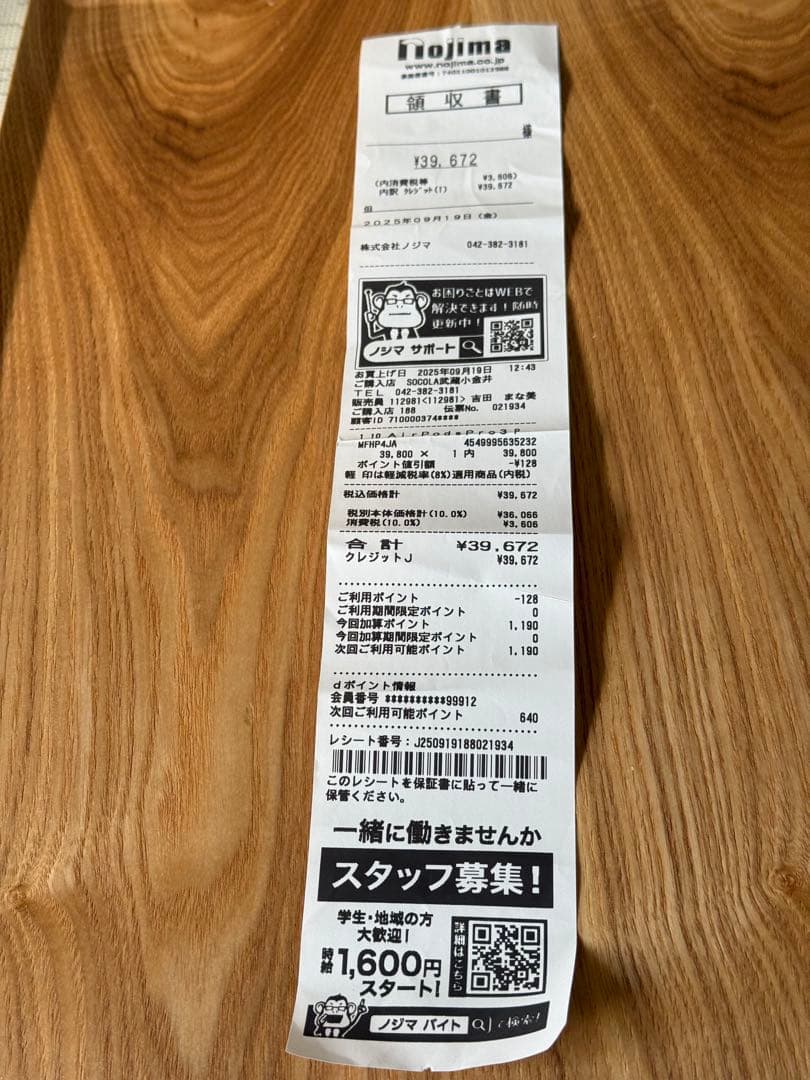 nojima
www.nojima.co.jp
領収書
様
¥39,672
(内消費税等 ¥3,606)
内訳 クレジット(T) ¥39,672
但
2025年09月19日(金)
株式会社ノジマ 042-382-3181
お困りごとはWEBで
解決できます！随時
更新中！
ノジマ サポート
お買上げ日 2025年09月19日 12:43
ご購入店 SOCOLA武蔵小金井
TEL 042-382-3181
販売員 112981<112981> 吉田 まな美
ご購入店 188 伝票No. 021934
顧客ID 710000374****
AirPodsPro3
MFHP4JA 4549995635232
39,800 × 1 内 39,800
ポイント値引額 -¥128
軽 印は軽減税率(8%)適用商品(内税)
税込価格計 ¥39,672
税別本体価格計(10.0%) ¥36,066
消費税(10.0%) ¥3,606
合計 ¥39,672
クレジットJ ¥39,672
ご利用ポイント -128
ご利用期間限定ポイント 0
今回加算ポイント 1,190
今回加算期間限定ポイント 0
次回ご利用可能ポイント 1,190
dポイント情報
会員番号 **********99912
次回ご利用可能ポイント 640
レシート番号：J250919188021934
このレシートを保証書に貼って一緒に
保管ください。
一緒に働きませんか
スタッフ募集！
学生・地域の方
大歓迎！
時給1,600円
スタート！
詳細はこちら
ノジマ バイト で検索！